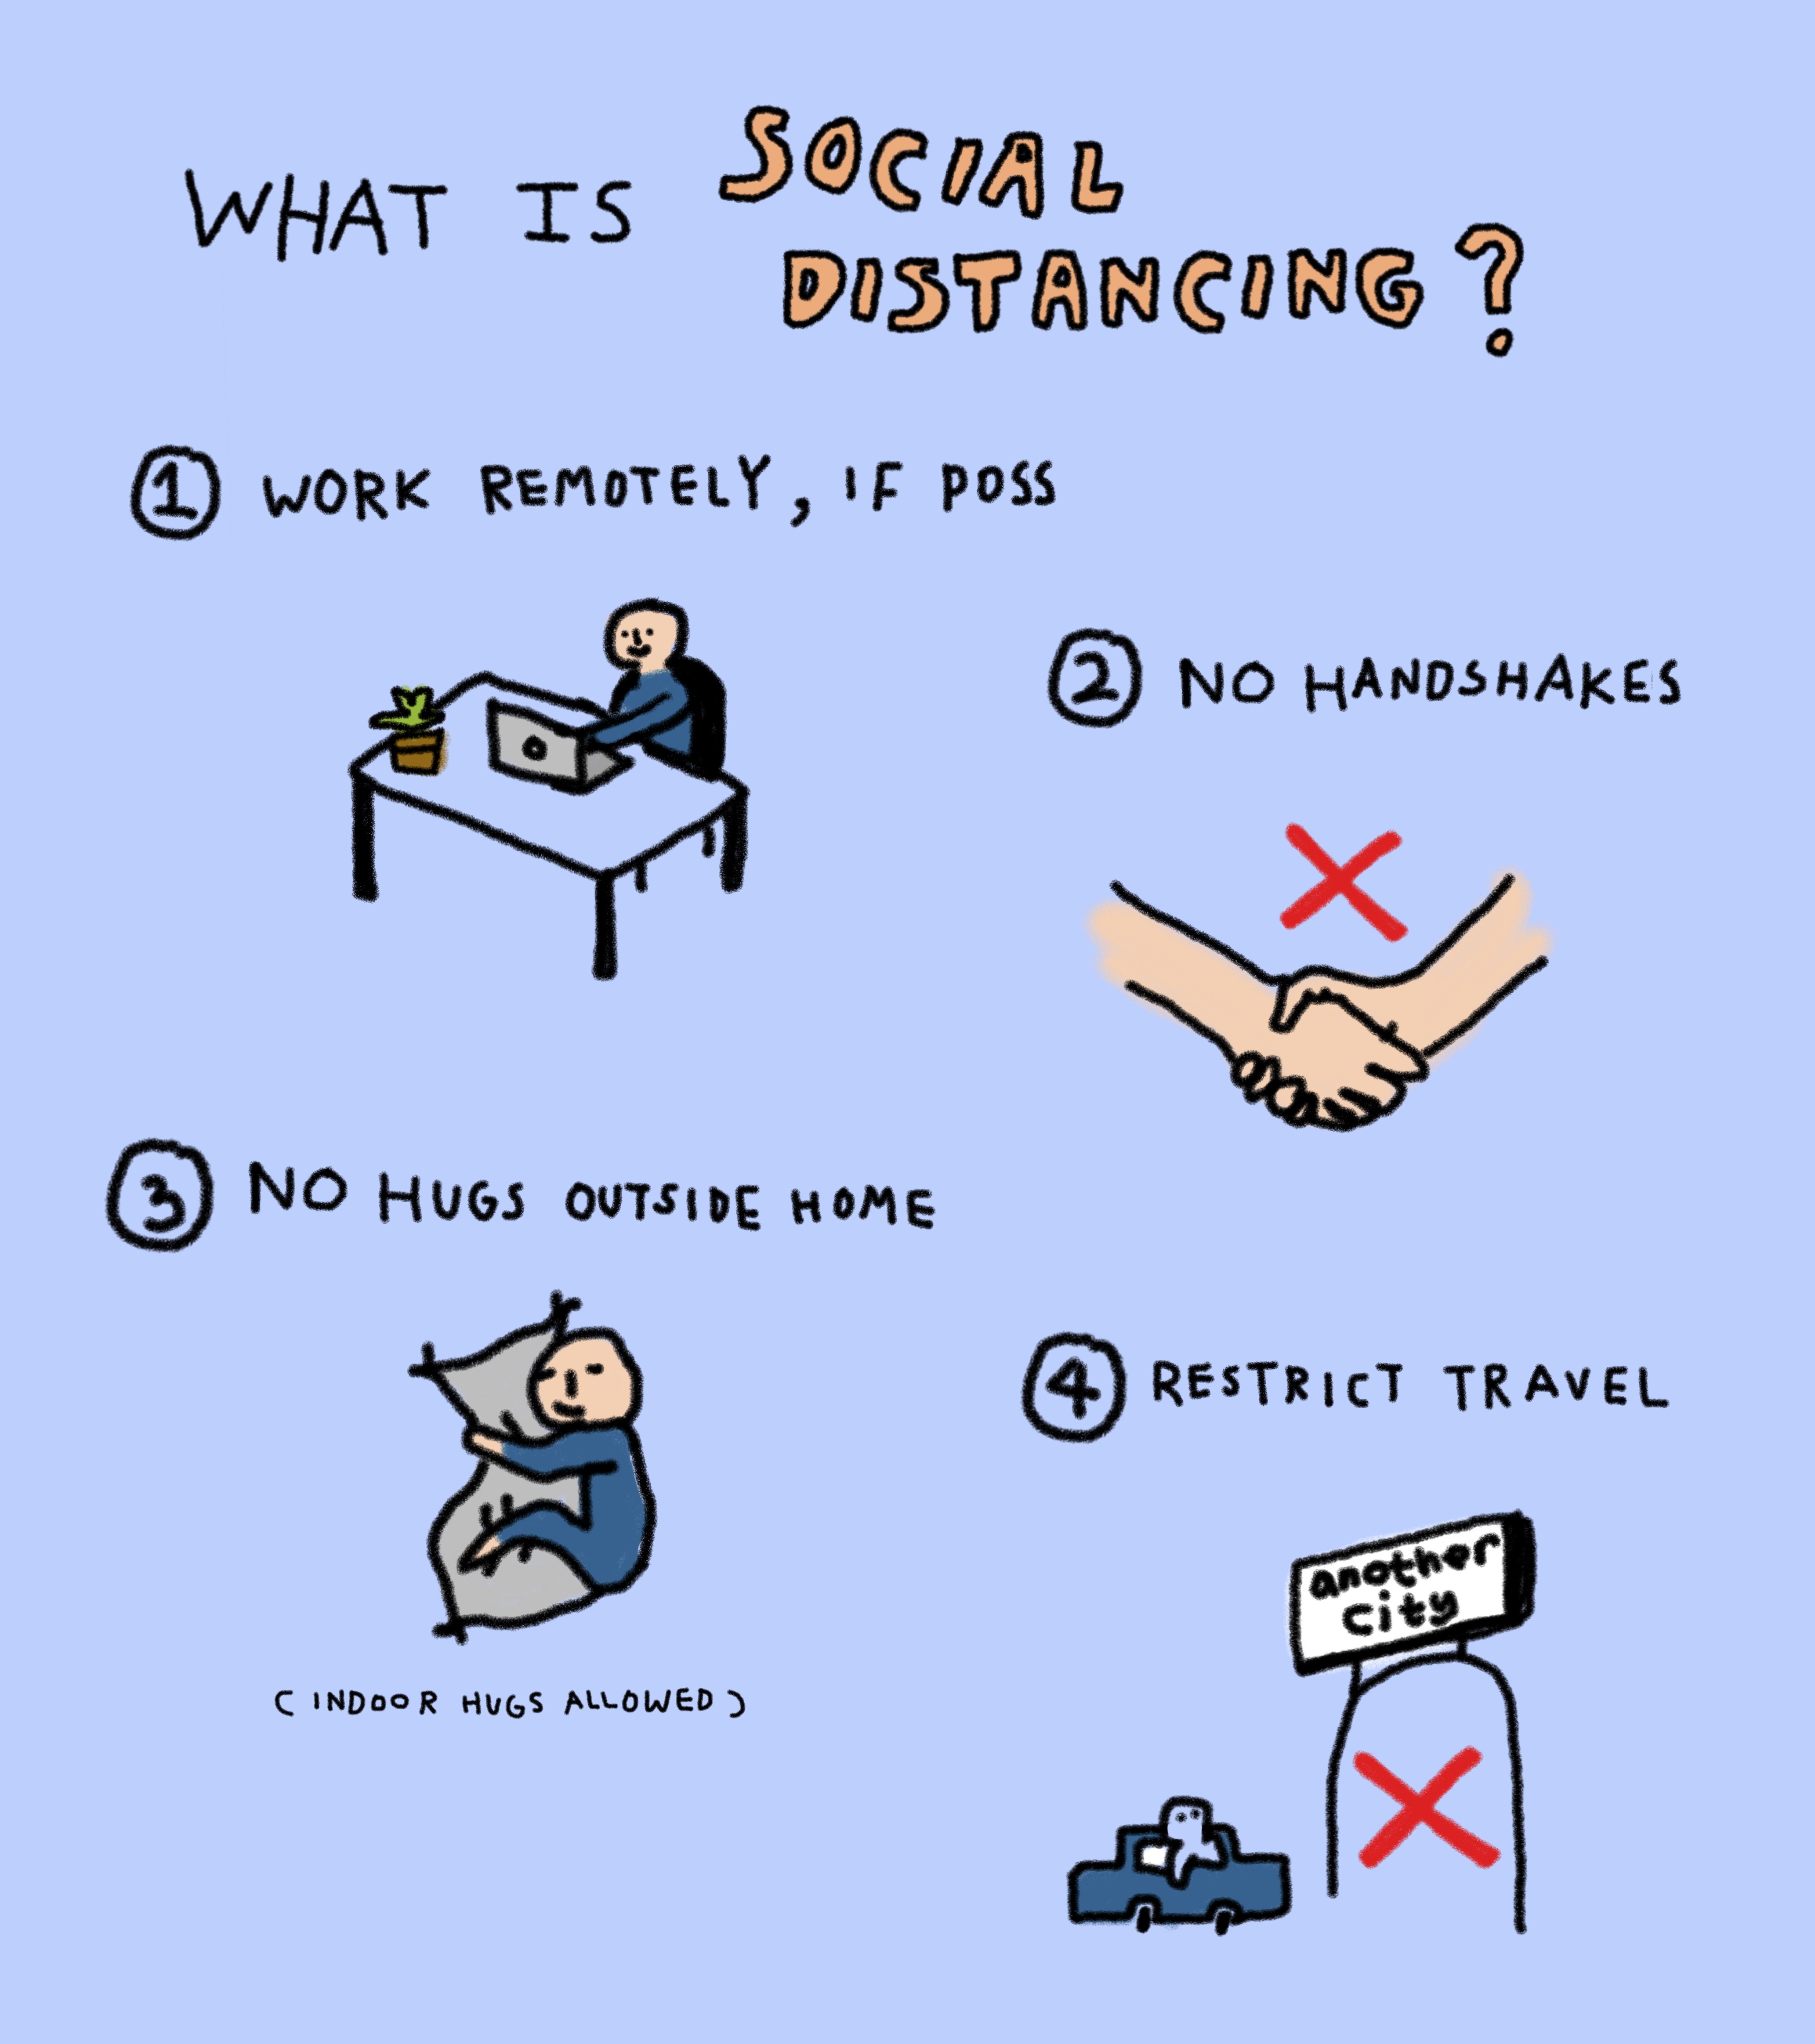 WHAT IS SOCIAL
DISTANCING?
1 WORK REMOTELY, IF POSS
2 NO HANDSHAKES
3 NO HUGS OUTSIDE HOME
(INDOOR HUGS ALLOWED)
4 RESTRICT TRAVEL
another
city